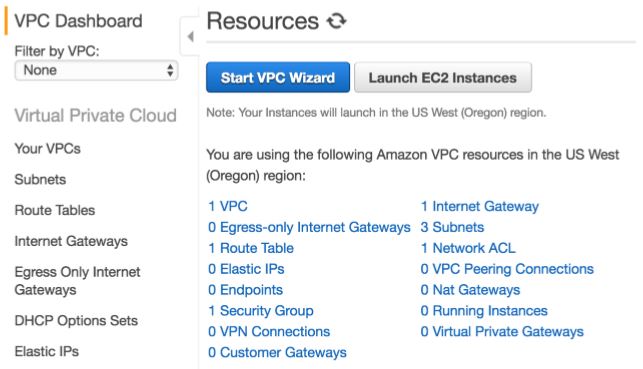 VPC Dashboard
Filter by VPC:
None
Virtual Private Cloud
Your VPCs
Subnets
Route Tables
Internet Gateways
Egress Only Internet
Gateways
DHCP Options Sets
Elastic IPs
Resources
Start VPC Wizard
Launch EC2 Instances
Note: Your Instances will launch in the US West (Oregon) region.
You are using the following Amazon VPC resources in the US West
(Oregon) region:
1 VPC
0 Egress-only Internet Gateways
1 Route Table
0 Elastic IPs
0 Endpoints
1 Security Group
0 VPN Connections
0 Customer Gateways
1 Internet Gateway
3 Subnets
1 Network ACL
0 VPC Peering Connections
0 Nat Gateways
0 Running Instances
0 Virtual Private Gateways